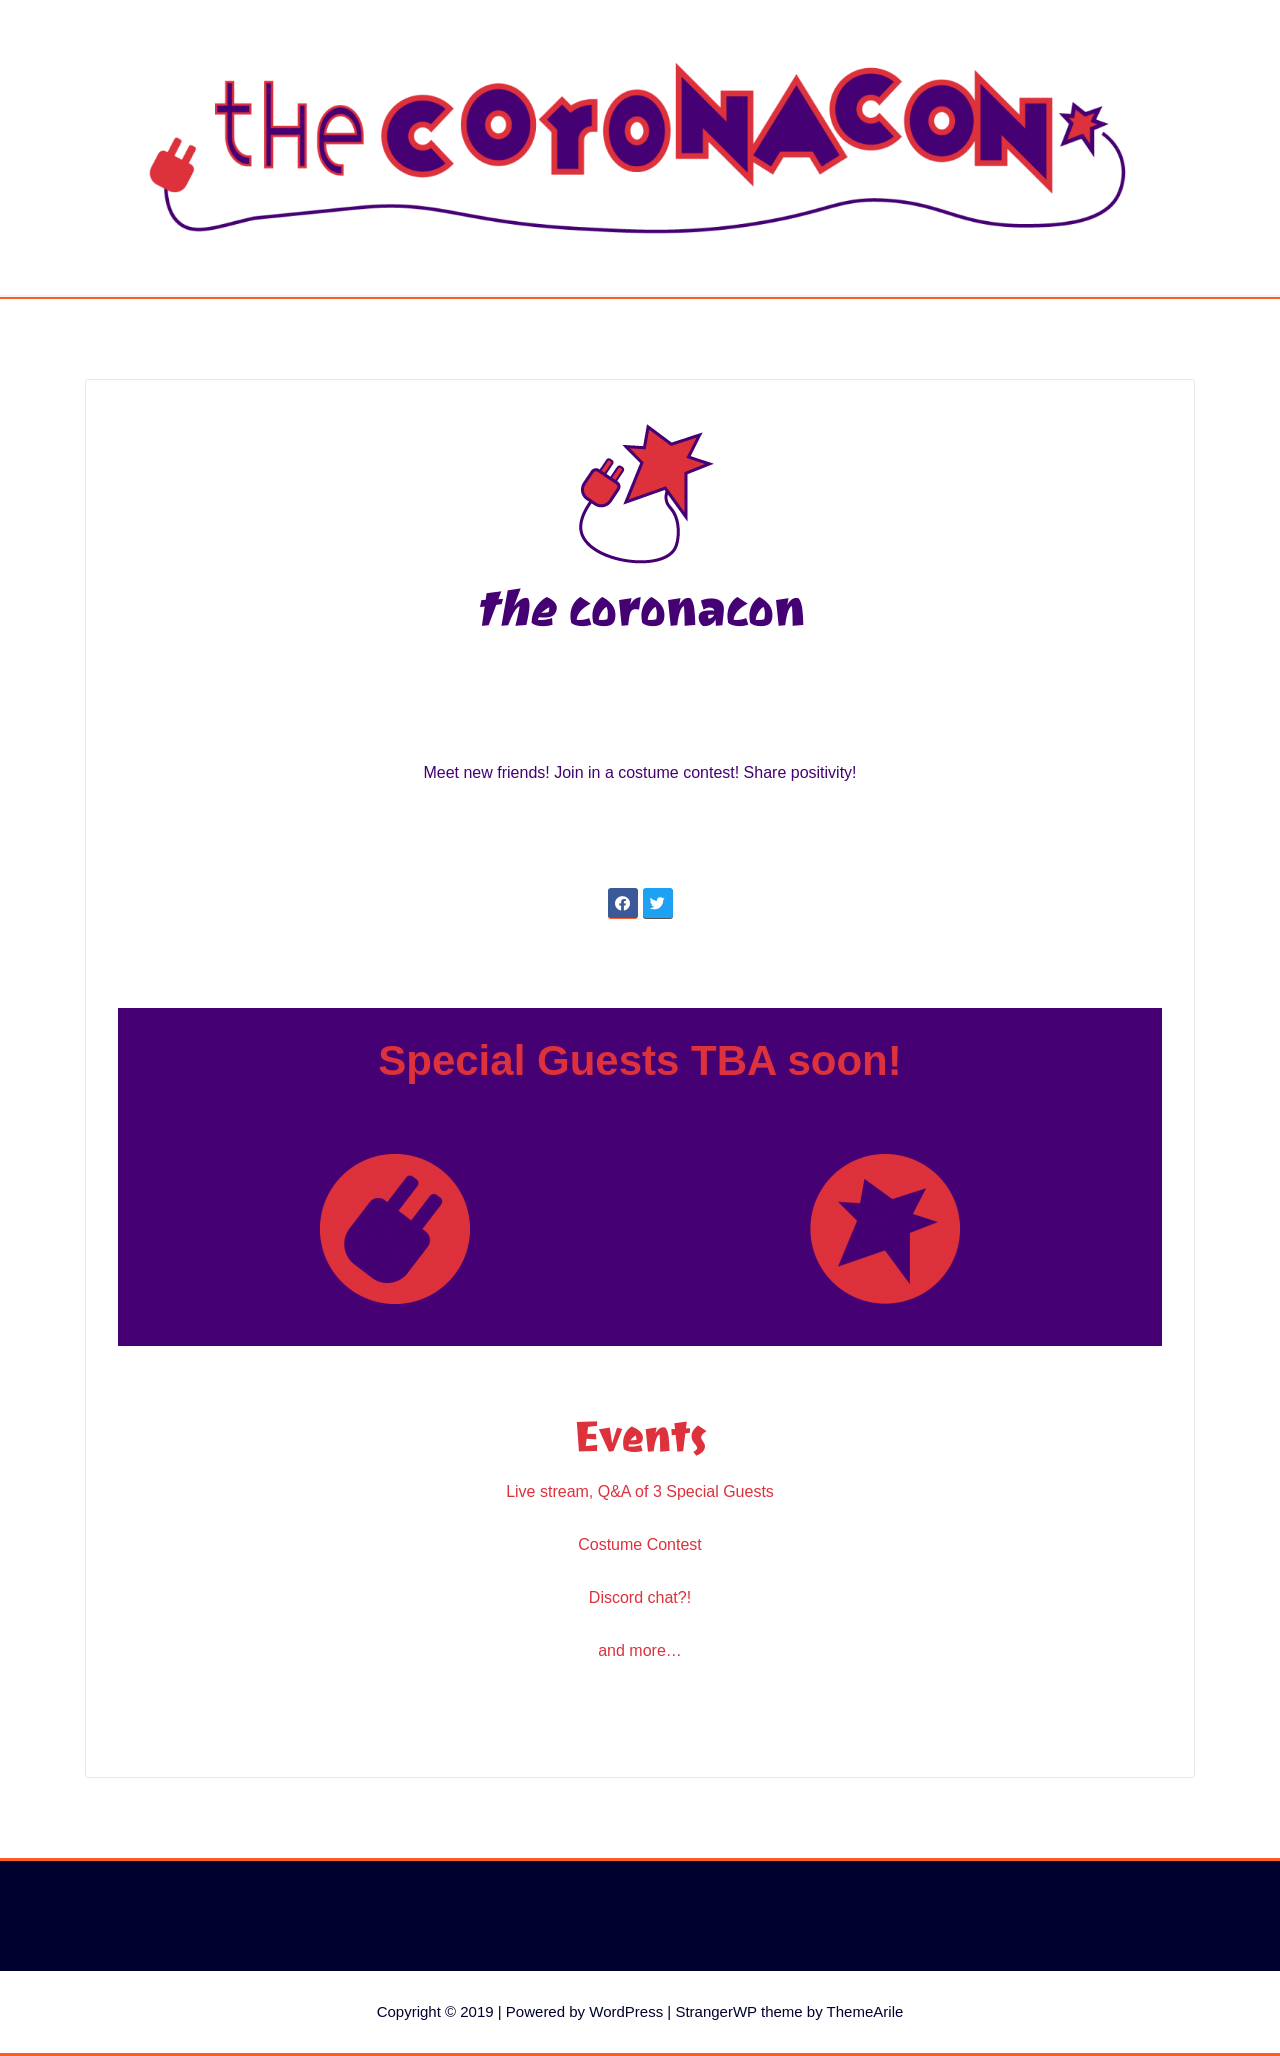 the CoroNACON
the coronacon
Meet new friends! Join in a costume contest! Share positivity!
Special Guests TBA soon!
Events
Live stream, Q&A of 3 Special Guests
Costume Contest
Discord chat?!
and more…
Copyright © 2019 | Powered by WordPress | StrangerWP theme by ThemeArile